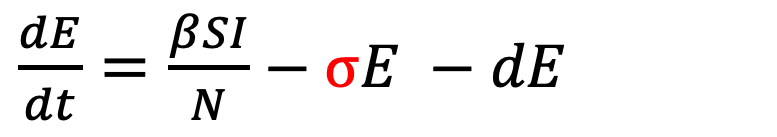 dE/dt = βSI/N − σE − dE